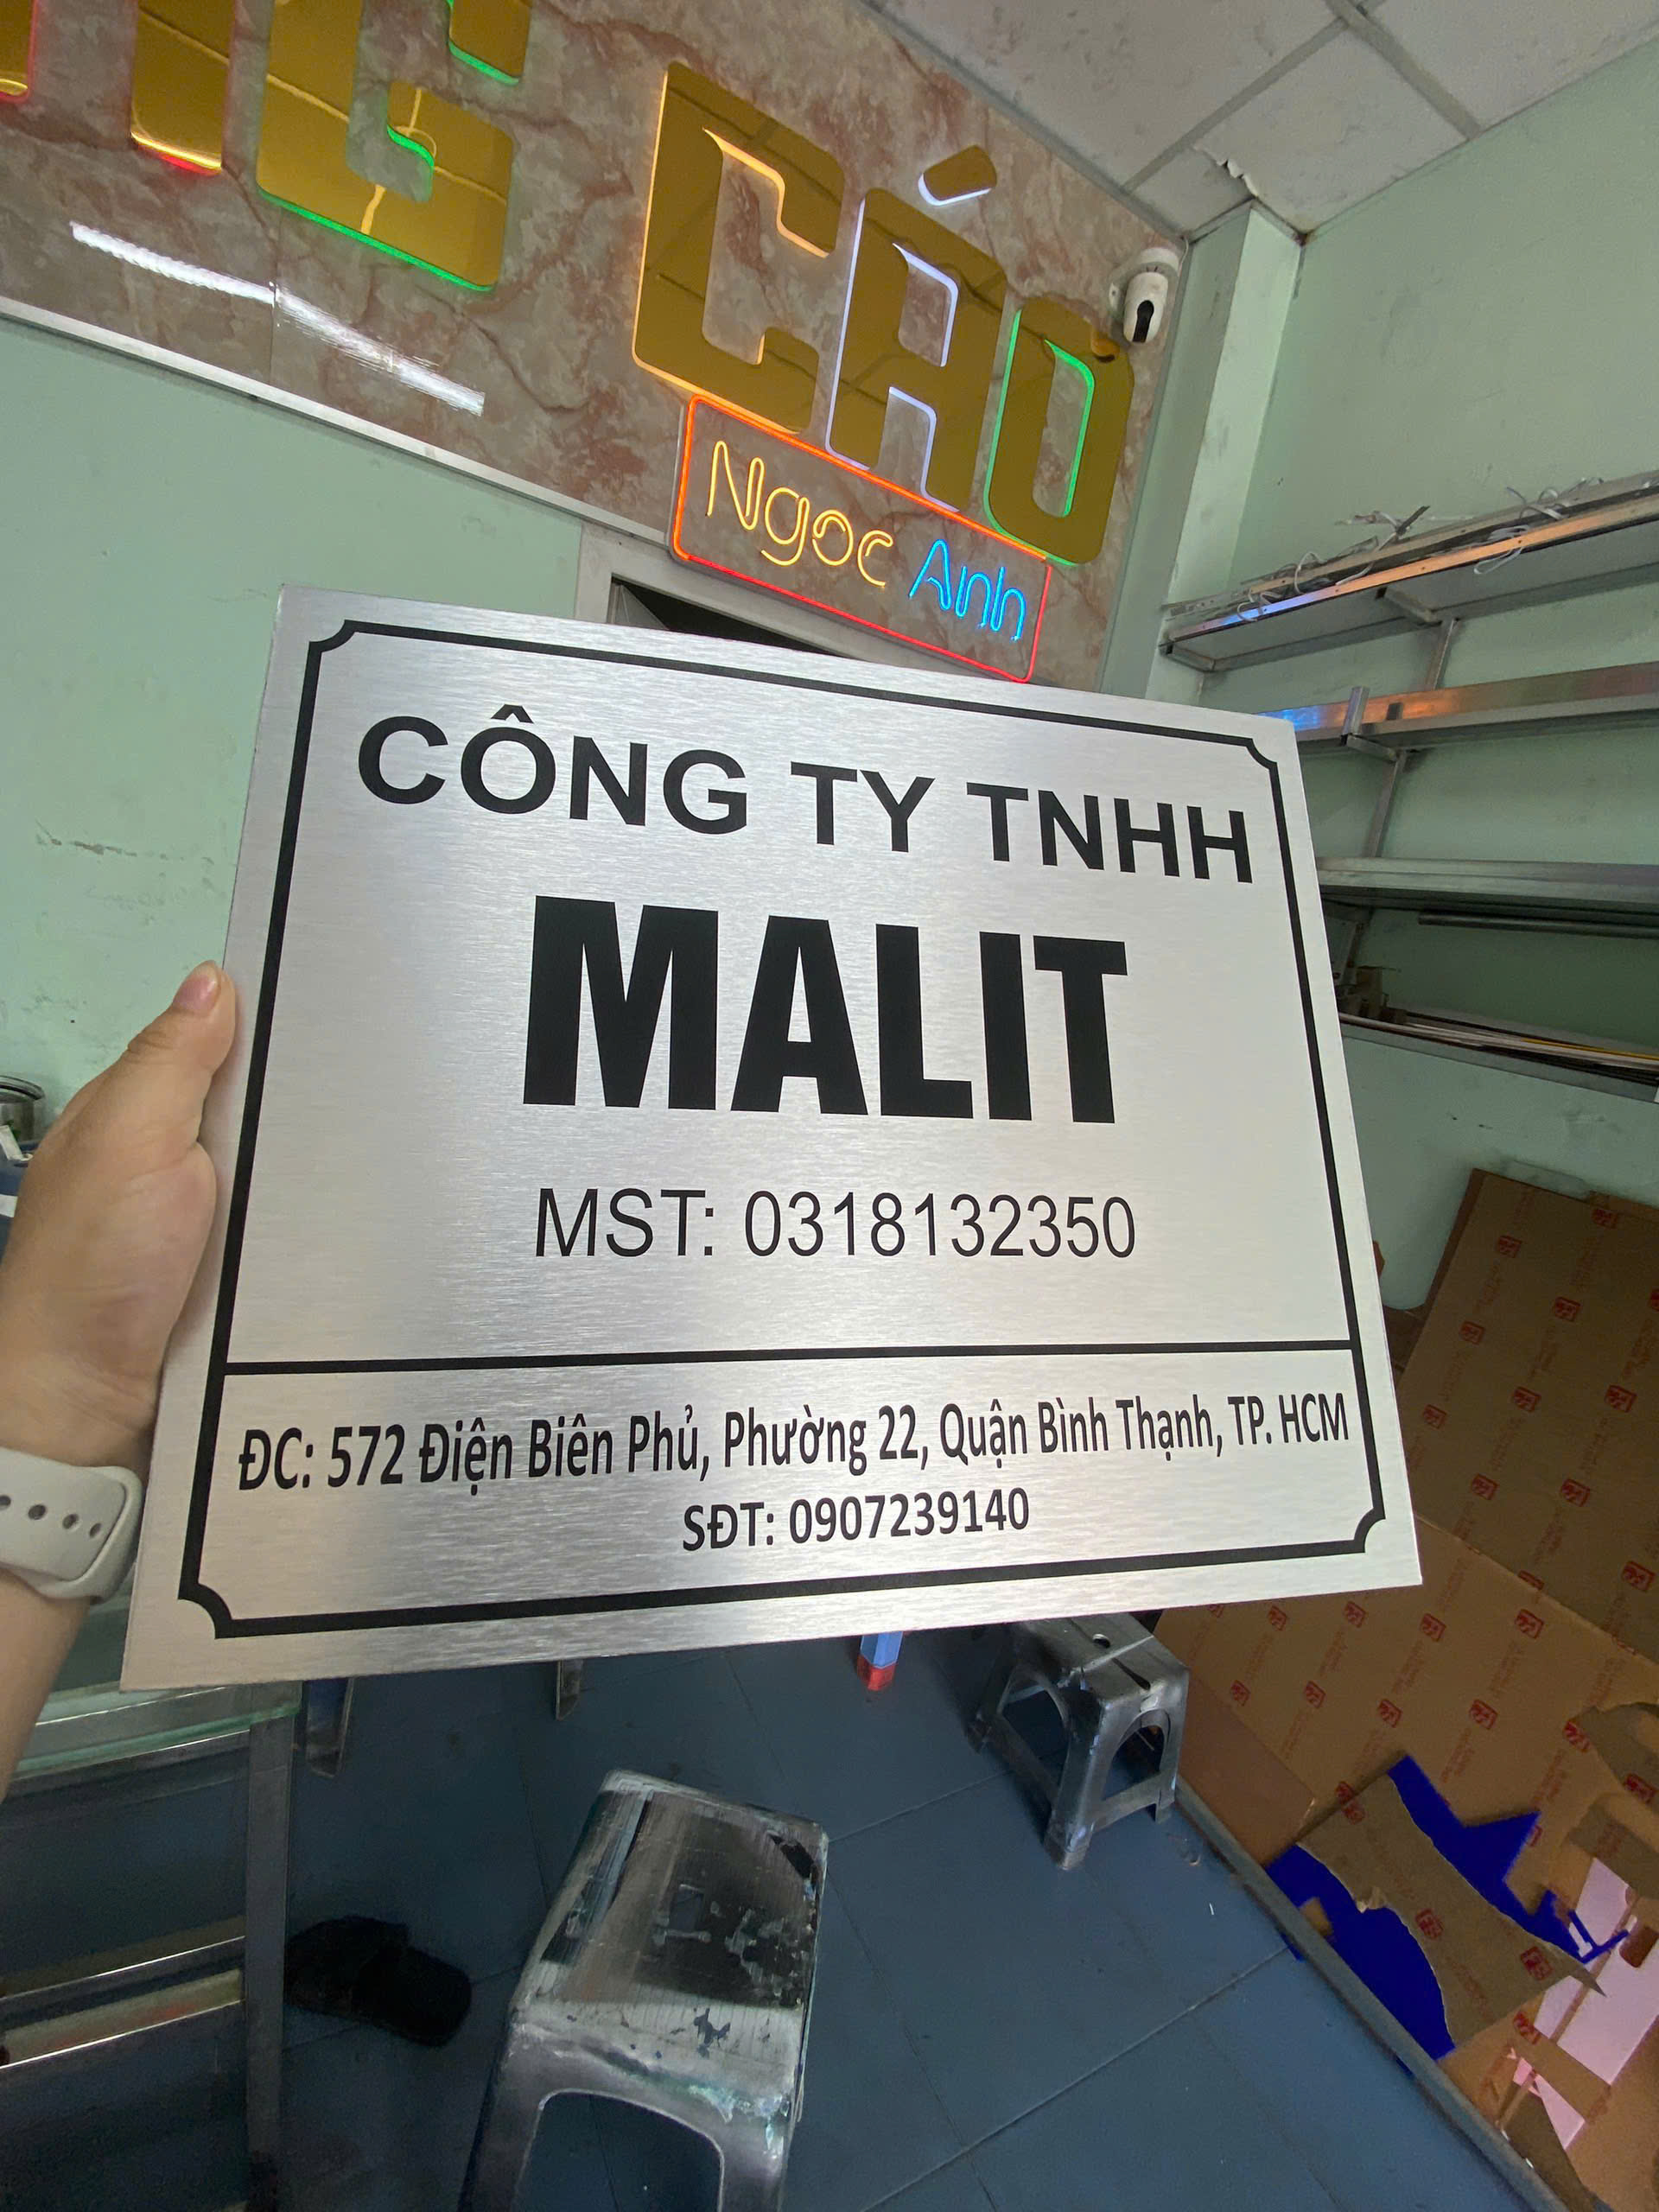 CÁO
Ngọc Anh
CÔNG TY TNHH
MALIT
MST: 0318132350
ĐC: 572 Điện Biên Phủ, Phường 22, Quận Bình Thạnh, TP. HCM
SĐT: 0907239140